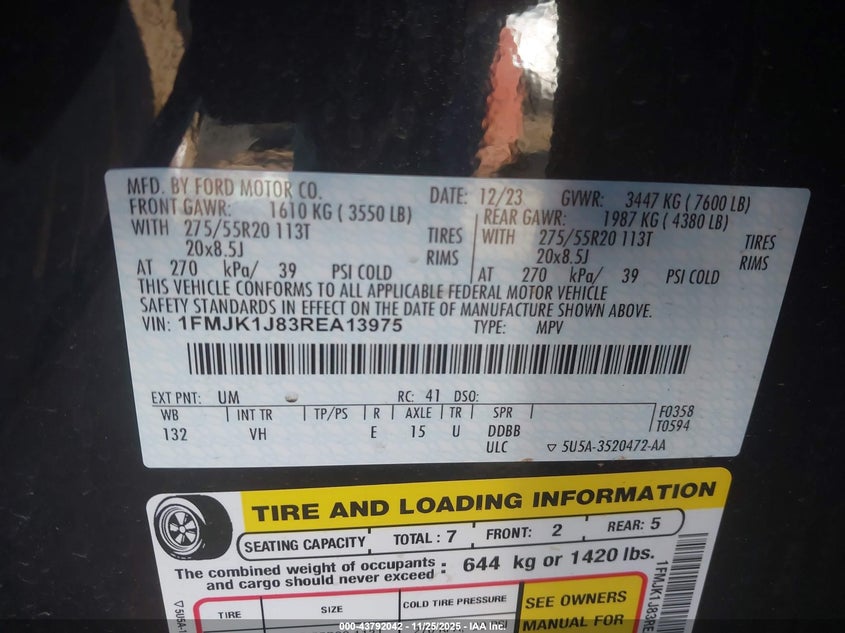 MFD. BY FORD MOTOR CO. DATE: 12/23 GVWR: 3447 KG ( 7600 LB)
FRONT GAWR: 1610 KG ( 3550 LB) REAR GAWR: 1987 KG ( 4380 LB)
WITH 275/55R20 113T TIRES WITH 275/55R20 113T TIRES
20x8.5J RIMS 20x8.5J RIMS
AT 270 kPa/ 39 PSI COLD AT 270 kPa/ 39 PSI COLD
THIS VEHICLE CONFORMS TO ALL APPLICABLE FEDERAL MOTOR VEHICLE
SAFETY STANDARDS IN EFFECT ON THE DATE OF MANUFACTURE SHOWN ABOVE.
VIN: 1FMJK1J83REA13975 TYPE: MPV
EXT PNT: UM RC: 41 DSO:
WB INT TR TP/PS R AXLE TR SPR F0358
132 VH E 15 U DDBB T0594
ULC 5U5A-3520472-AA
TIRE AND LOADING INFORMATION
SEATING CAPACITY TOTAL : 7 FRONT: 2 REAR: 5
The combined weight of occupants
and cargo should never exceed : 644 kg or 1420 lbs.
TIRE SIZE COLD TIRE PRESSURE SEE OWNERS
MANUAL FOR
1FMJK1J83RE
5U5A-1
000-43792042 - 11/25/2025 - IAA Inc.